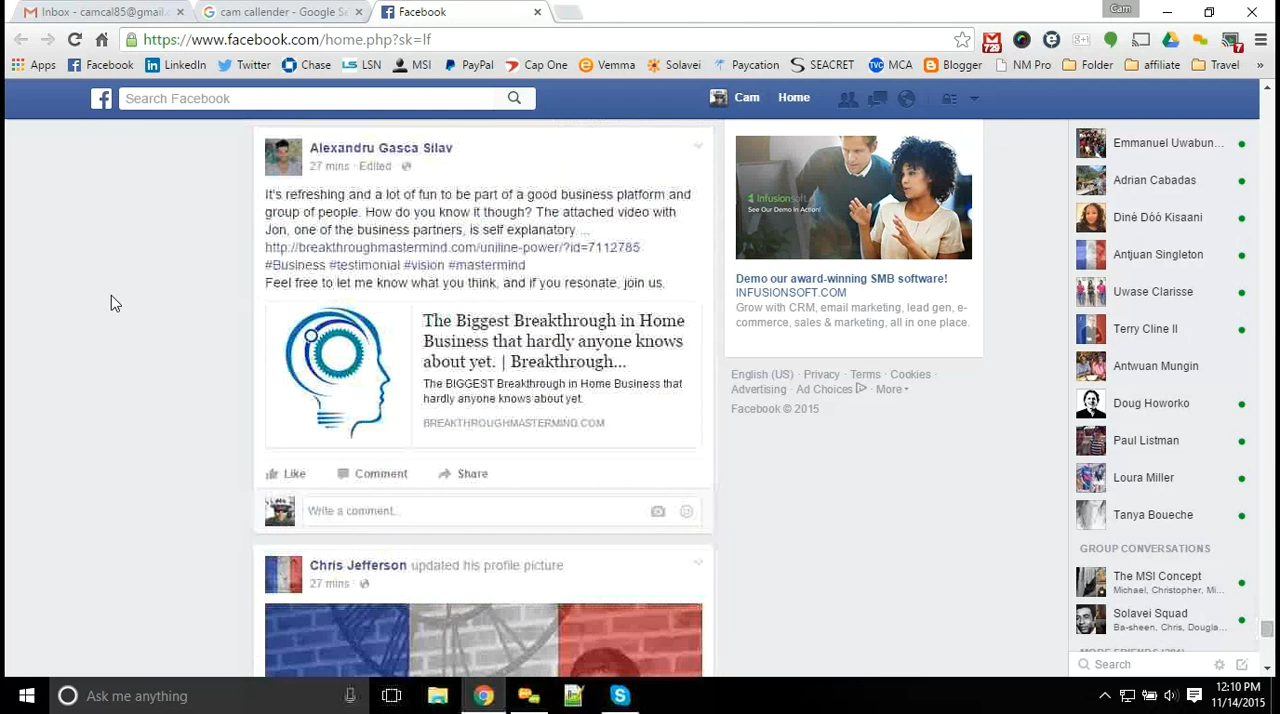 Inbox - camcal85@gmail.
cam callender - Google Se
Facebook
Cam
https://www.facebook.com/home.php?sk=lf
729
7
Apps Facebook LinkedIn Twitter Chase LSN MSI PayPal Cap One Vemma Solavei Paycation SEACRET MCA Blogger NM Pro Folder affiliate Travel »
Search Facebook
Cam Home
Alexandru Gasca Silav
27 mins · Edited ·
It's refreshing and a lot of fun to be part of a good business platform and
group of people. How do you know it though? The attached video with
Jon, one of the business partners, is self explanatory ...
http://breakthroughmastermind.com/uniline-power/?id=7112785
#Business #testimonial #vision #mastermind
Feel free to let me know what you think, and if you resonate, join us.
The Biggest Breakthrough in Home
Business that hardly anyone knows
about yet. | Breakthrough...
The BIGGEST Breakthrough in Home Business that
hardly anyone knows about yet.
BREAKTHROUGHMASTERMIND.COM
Like Comment Share
Write a comment...
Chris Jefferson updated his profile picture
27 mins ·
Infusionsoft
See Our Demo In Action!
Demo our award-winning SMB software!
INFUSIONSOFT.COM
Grow with CRM, email marketing, lead gen, e-
commerce, sales & marketing, all in one place.
English (US) · Privacy · Terms · Cookies ·
Advertising · Ad Choices · More
Facebook © 2015
Emmanuel Uwabun...
Adrian Cabadas
Diné Dóó Kisaani
Antjuan Singleton
Uwase Clarisse
Terry Cline II
Antwuan Mungin
Doug Howorko
Paul Listman
Loura Miller
Tanya Boueche
GROUP CONVERSATIONS
The MSI Concept
Michael, Christopher, Mi...
Solavei Squad
Ba-sheen, Chris, Dougla...
Search
Ask me anything
12:10 PM
11/14/2015